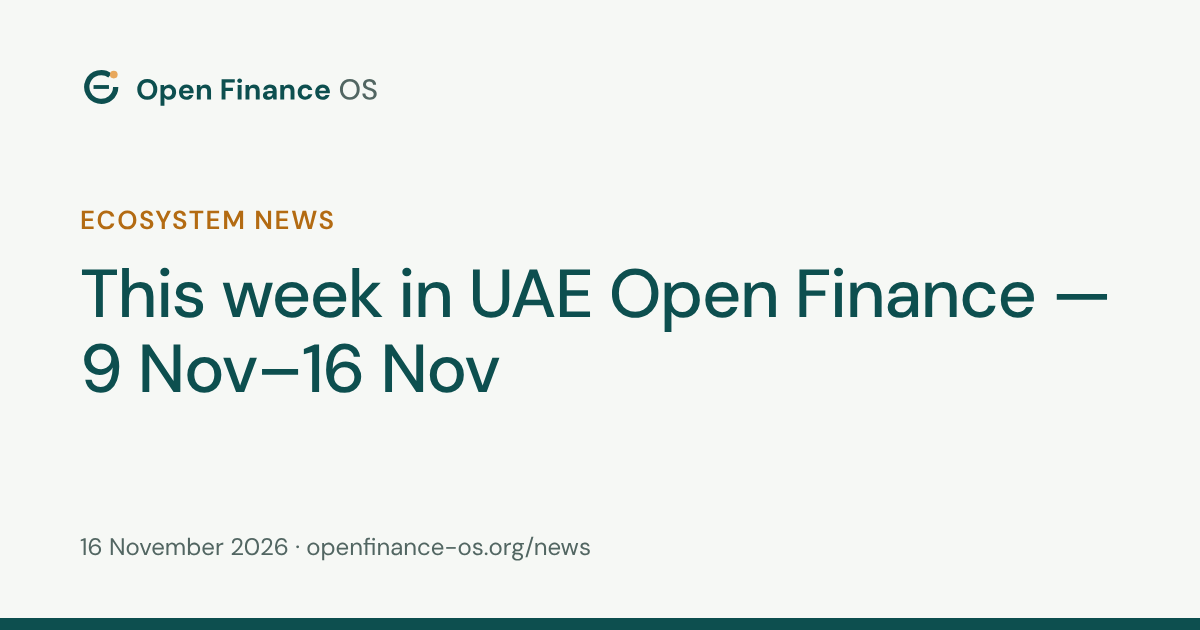 Open Finance OS
ECOSYSTEM NEWS
This week in UAE Open Finance —
9 Nov–16 Nov
16 November 2026 · openfinance-os.org/news